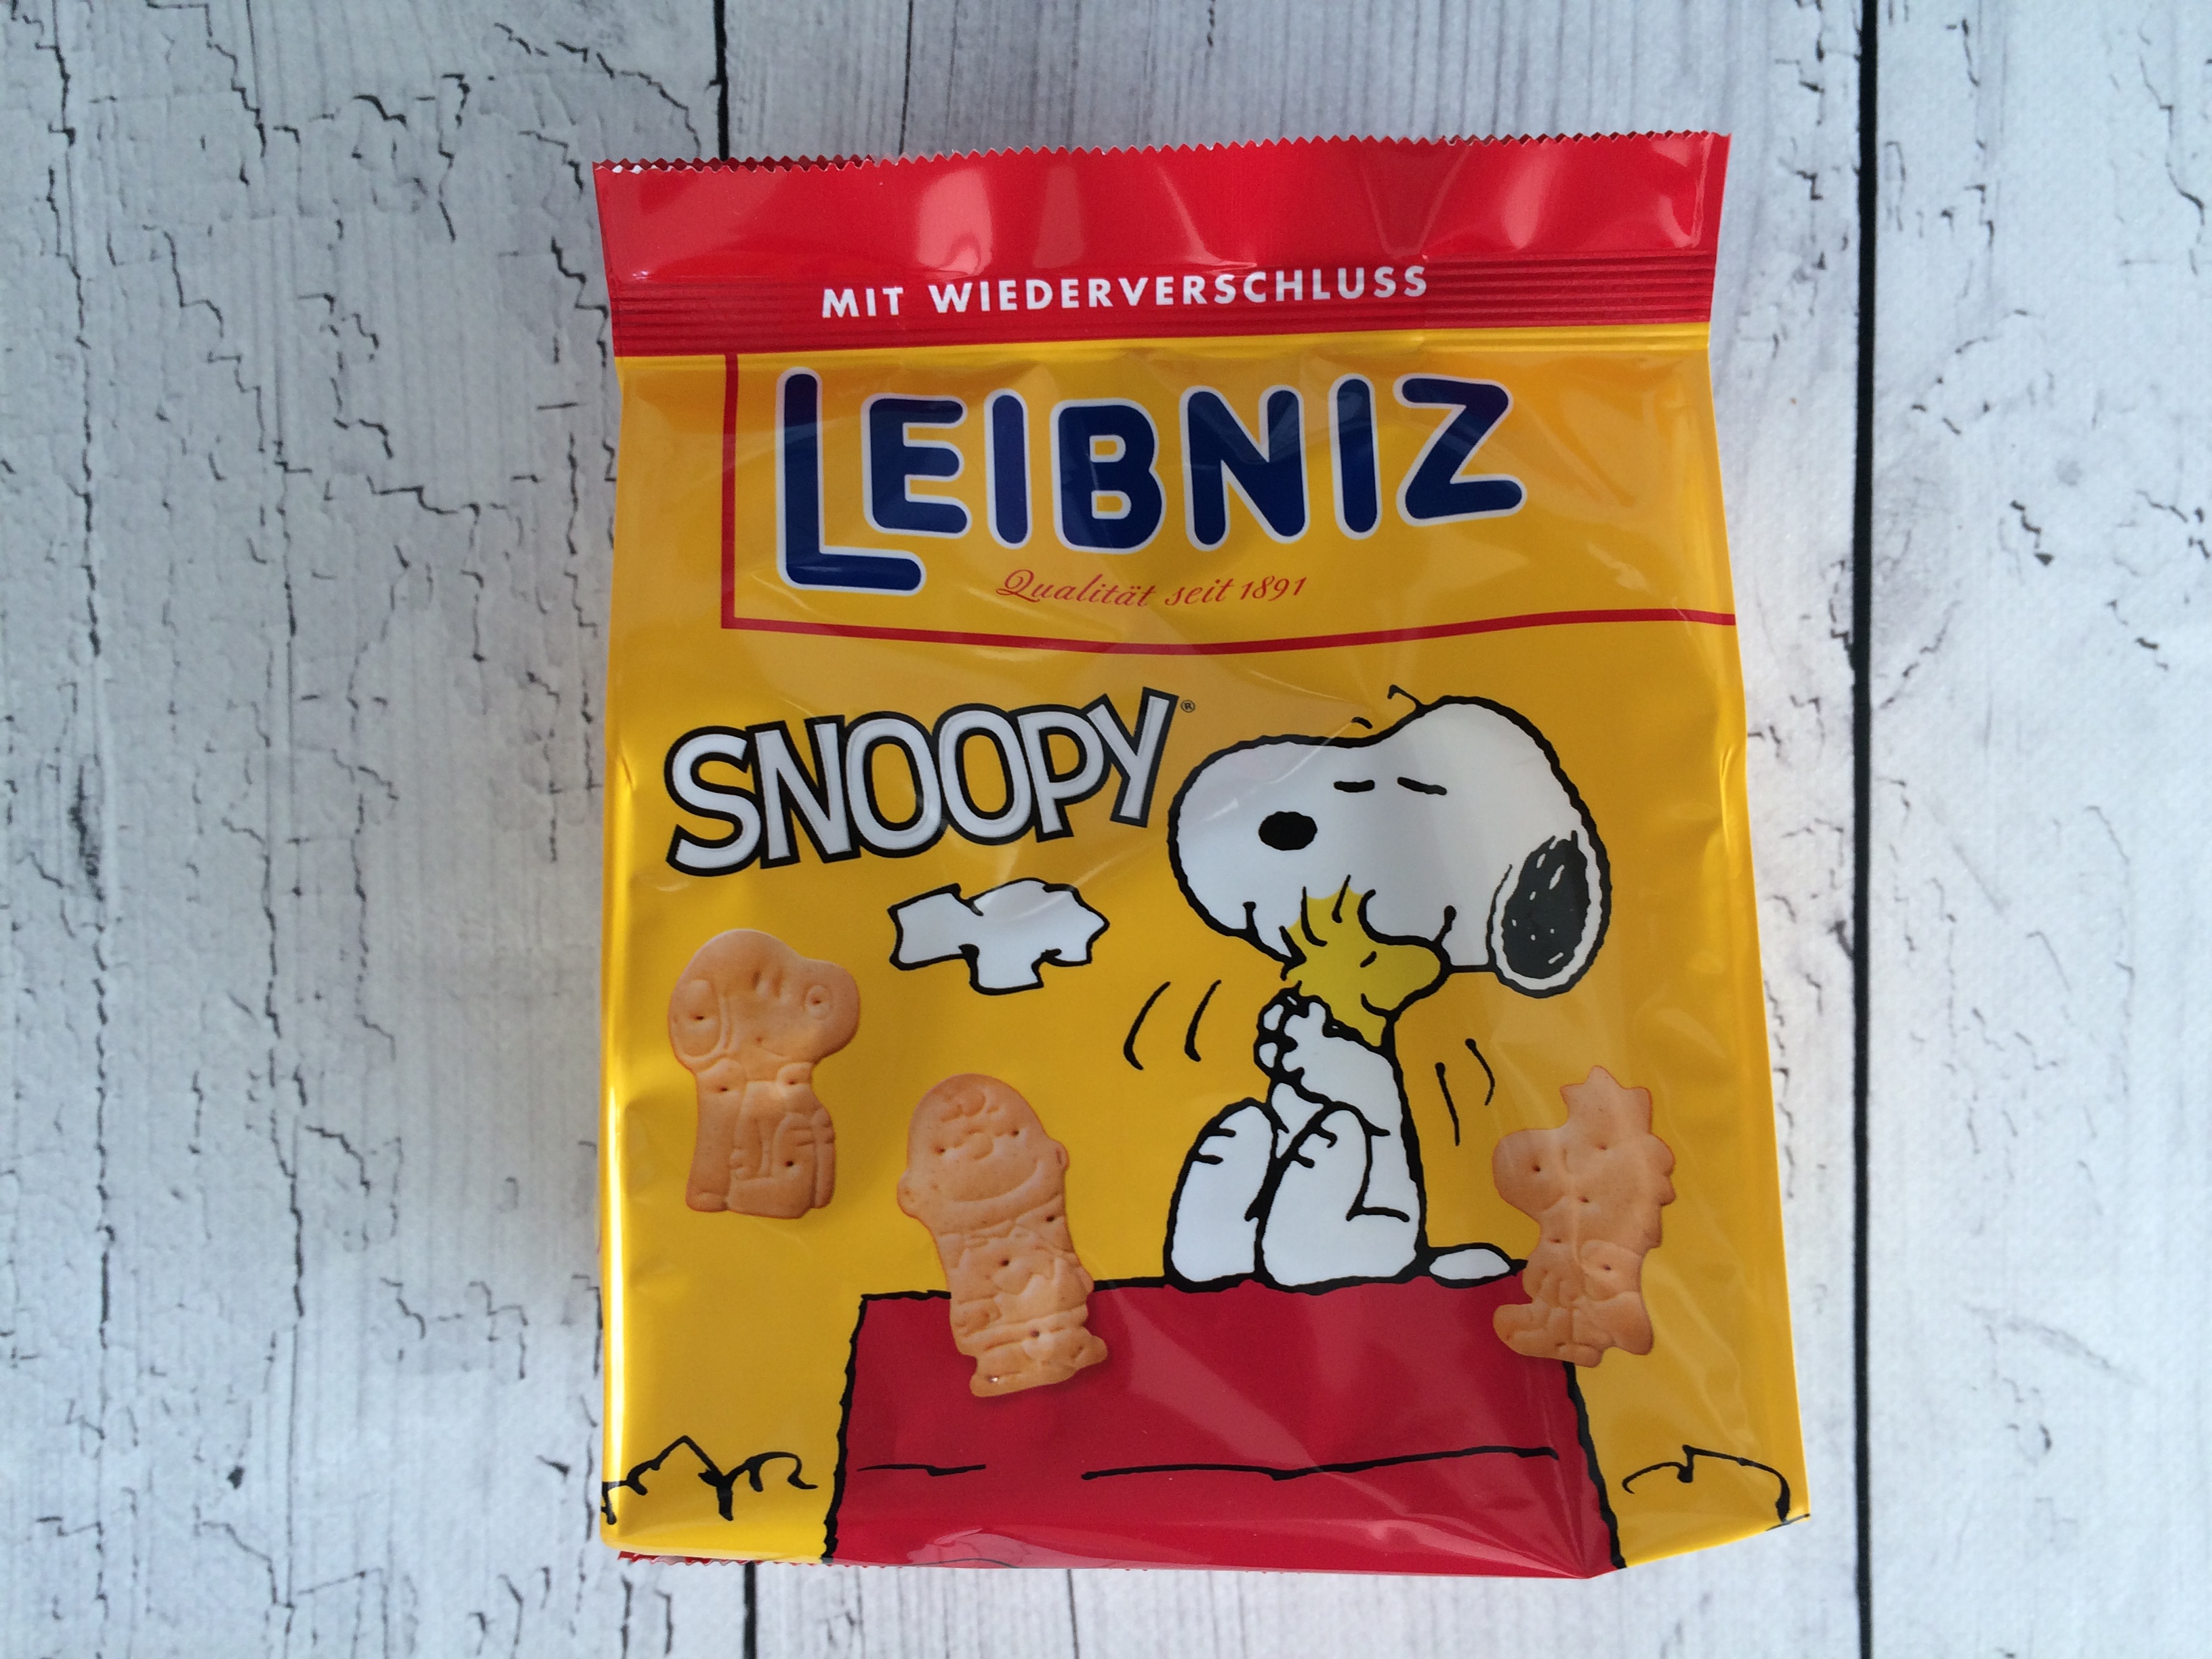 MIT WIEDERVERSCHLUSS
LEIBNIZ
Qualität seit 1891
SNOOPY®